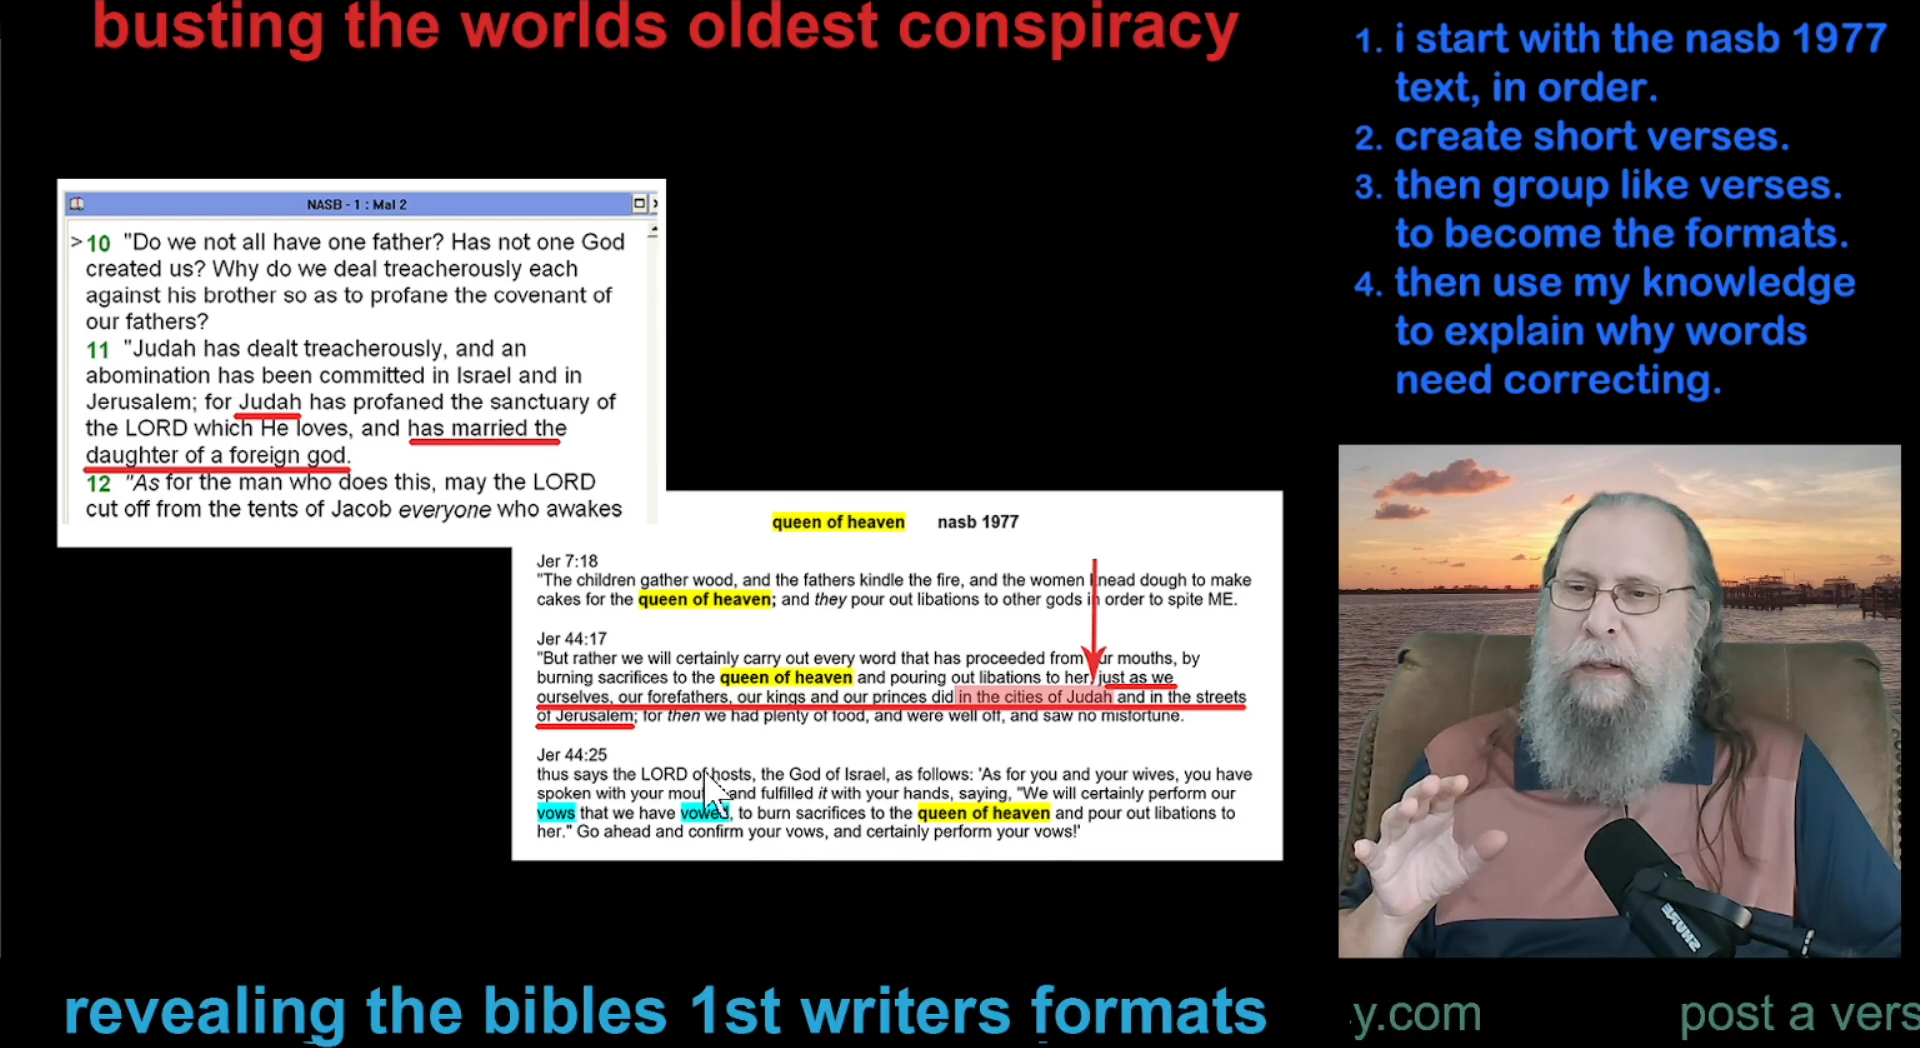 busting the worlds oldest conspiracy
NASB - 1 : Mal 2
>10 "Do we not all have one father? Has not one God
created us? Why do we deal treacherously each
against his brother so as to profane the covenant of
our fathers?
11 "Judah has dealt treacherously, and an
abomination has been committed in Israel and in
Jerusalem; for Judah has profaned the sanctuary of
the LORD which He loves, and has married the
daughter of a foreign god.
12 "As for the man who does this, may the LORD
cut off from the tents of Jacob everyone who awakes
queen of heaven nasb 1977
Jer 7:18
"The children gather wood, and the fathers kindle the fire, and the women knead dough to make
cakes for the queen of heaven; and they pour out libations to other gods in order to spite ME.
Jer 44:17
"But rather we will certainly carry out every word that has proceeded from our mouths, by
burning sacrifices to the queen of heaven and pouring out libations to her, just as we
ourselves, our forefathers, our kings and our princes did in the cities of Judah and in the streets
of Jerusalem; for then we had plenty of food, and were well off, and saw no misfortune.
Jer 44:25
thus says the LORD of hosts, the God of Israel, as follows: 'As for you and your wives, you have
spoken with your mouths and fulfilled it with your hands, saying, "We will certainly perform our
vows that we have vowed, to burn sacrifices to the queen of heaven and pour out libations to
her." Go ahead and confirm your vows, and certainly perform your vows!'
1. i start with the nasb 1977
text, in order.
2. create short verses.
3. then group like verses.
to become the formats.
4. then use my knowledge
to explain why words
need correcting.
SHURE
revealing the bibles 1st writers formats
y.com post a vers